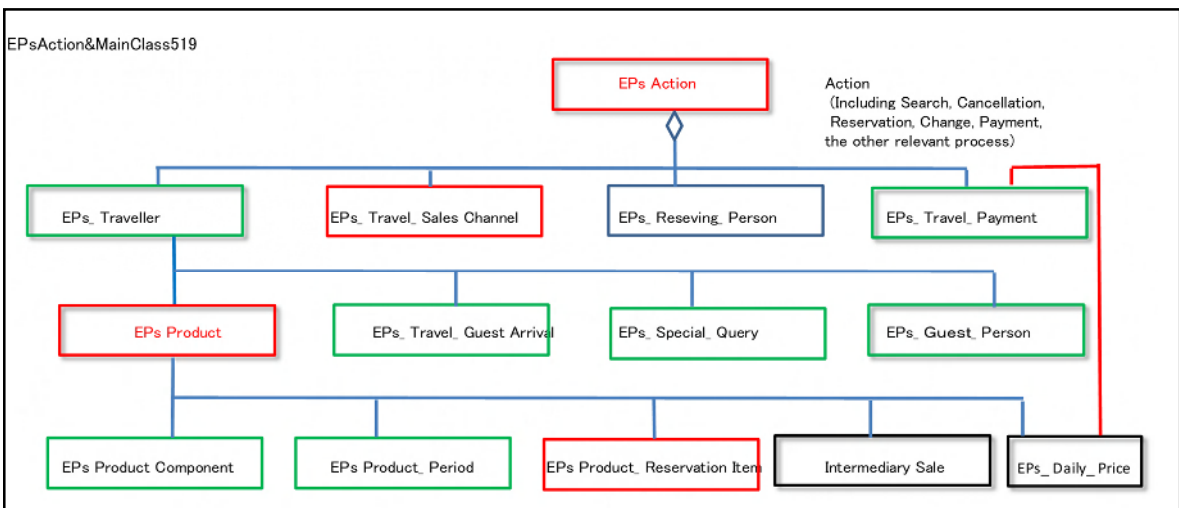 EPsAction&MainClass519
EPs Action
Action
(Including Search, Cancellation,
Reservation, Change, Payment,
the other relevant process)
EPs_ Traveller
EPs_ Travel_ Sales Channel
EPs_ Reseving_ Person
EPs_ Travel_ Payment
EPs Product
EPs_ Travel_ Guest Arrival
EPs_ Special_ Query
EPs_ Guest_ Person
EPs Product Component
EPs Product_ Period
EPs Product_ Reservation Item
Intermediary Sale
EPs_ Daily_ Price